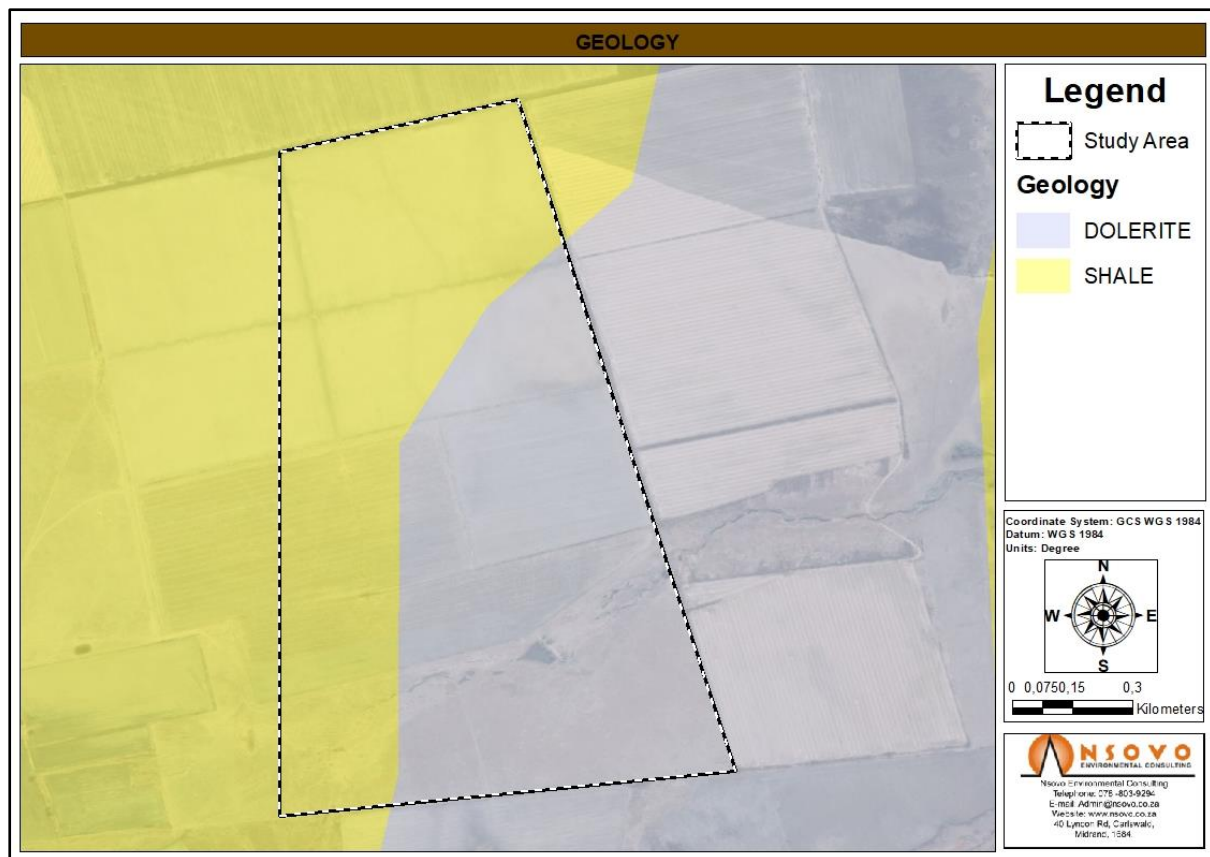 GEOLOGY
Legend
Study Area
Geology
DOLERITE
SHALE
Coordinate System: GCS WGS 1984
Datum: WGS 1984
Units: Degree
N
W E
S
0 0,0750,15 0,3
Kilometers
NSOVO
ENVIRONMENTAL CONSULTING
Nsovo Environmental Consulting
Telephone: 078 -803-9294
E-mail: Admin@nsovo.co.za
Website: www.nsovo.co.za
40 Lyncon Rd, Carlswald,
Midrand, 1684